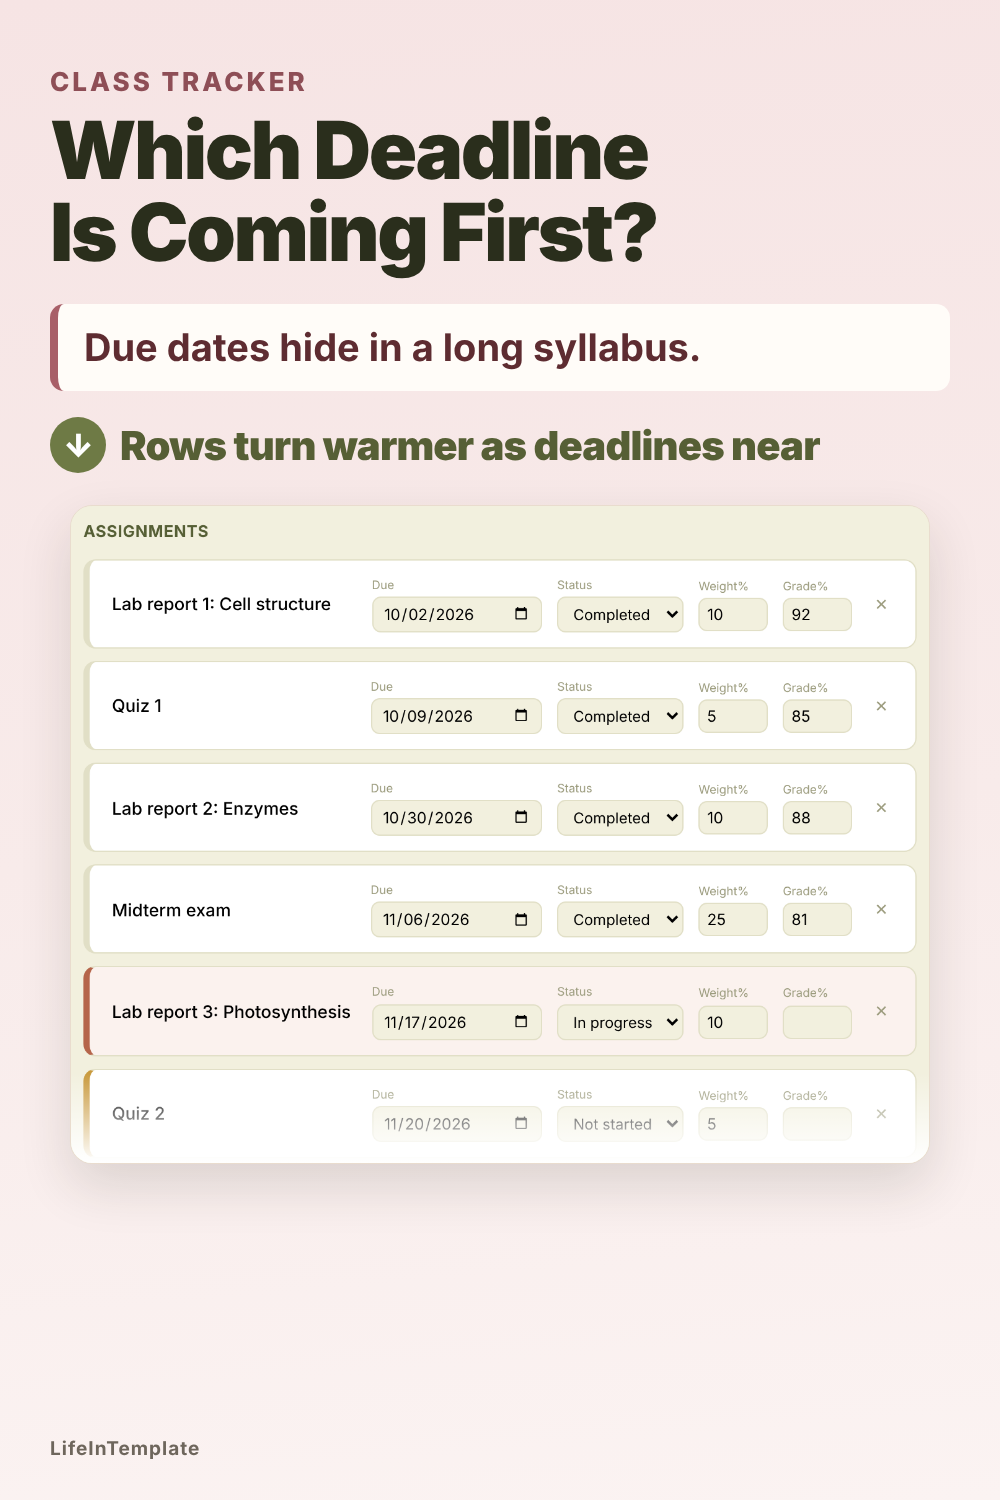 CLASS TRACKER
Which Deadline
Is Coming First?
Due dates hide in a long syllabus.
Rows turn warmer as deadlines near
ASSIGNMENTS
Lab report 1: Cell structure Due 10/02/2026 Status Completed Weight% 10 Grade% 92 ×
Quiz 1 Due 10/09/2026 Status Completed Weight% 5 Grade% 85 ×
Lab report 2: Enzymes Due 10/30/2026 Status Completed Weight% 10 Grade% 88 ×
Midterm exam Due 11/06/2026 Status Completed Weight% 25 Grade% 81 ×
Lab report 3: Photosynthesis Due 11/17/2026 Status In progress Weight% 10 Grade% ×
Quiz 2 Due 11/20/2026 Status Not started Weight% 5 Grade% ×
LifeInTemplate